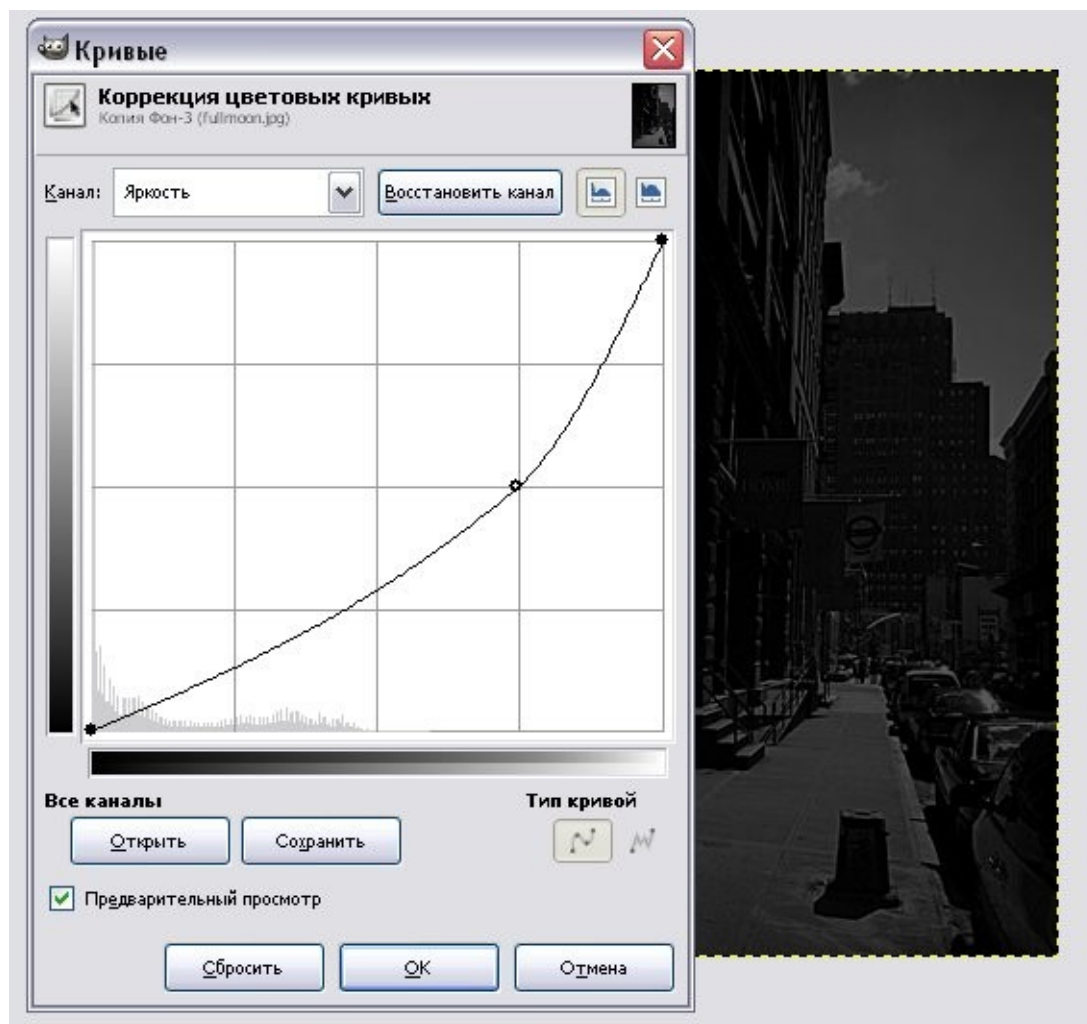 Кривые
Коррекция цветовых кривых
Копия Фон-3 (fullmoon.jpg)
Канал: Яркость Восстановить канал
Все каналы Тип кривой
Открыть Сохранить
Предварительный просмотр
Сбросить OK Отмена